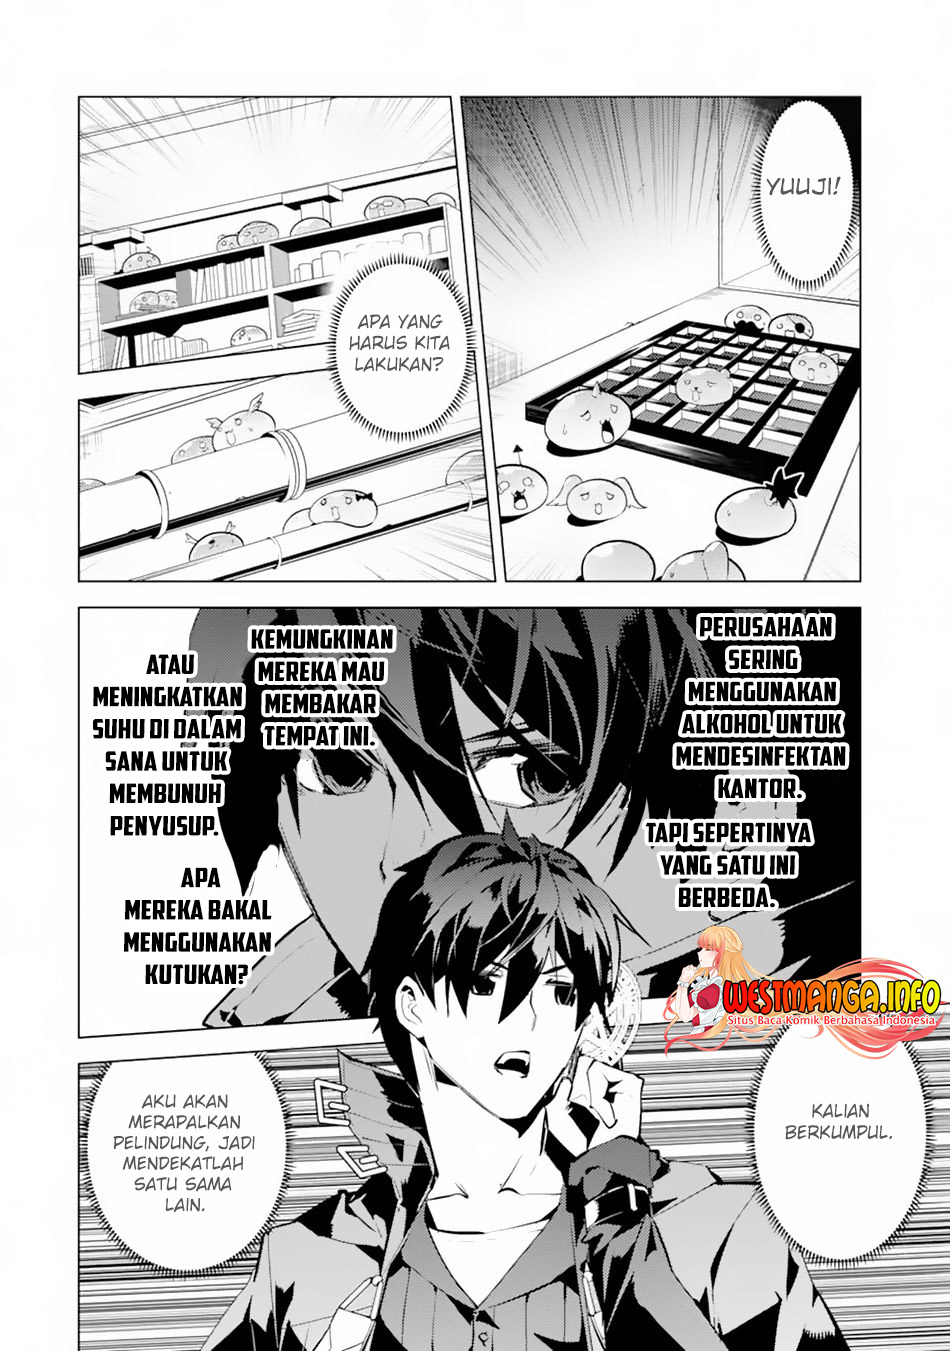 YUUJI!
APA YANG
HARUS KITA
LAKUKAN?
PERUSAHAAN
SERING
MENGGUNAKAN
ALKOHOL UNTUK
MENDESINFEKTAN
KANTOR.
TAPI SEPERTINYA
YANG SATU INI
BERBEDA.
KEMUNGKINAN
MEREKA MAU
MEMBAKAR
TEMPAT INI.
ATAU
MENINGKATKAN
SUHU DI DALAM
SANA UNTUK
MEMBUNUH
PENYUSUP.
APA
MEREKA BAKAL
MENGGUNAKAN
KUTUKAN?
WESTMANGA.INFO
Situs Baca Komik Berbahasa Indonesia
KALIAN
BERKUMPUL.
AKU AKAN
MERAPALKAN
PELINDUNG, JADI
MENDEKATLAH
SATU SAMA
LAIN.